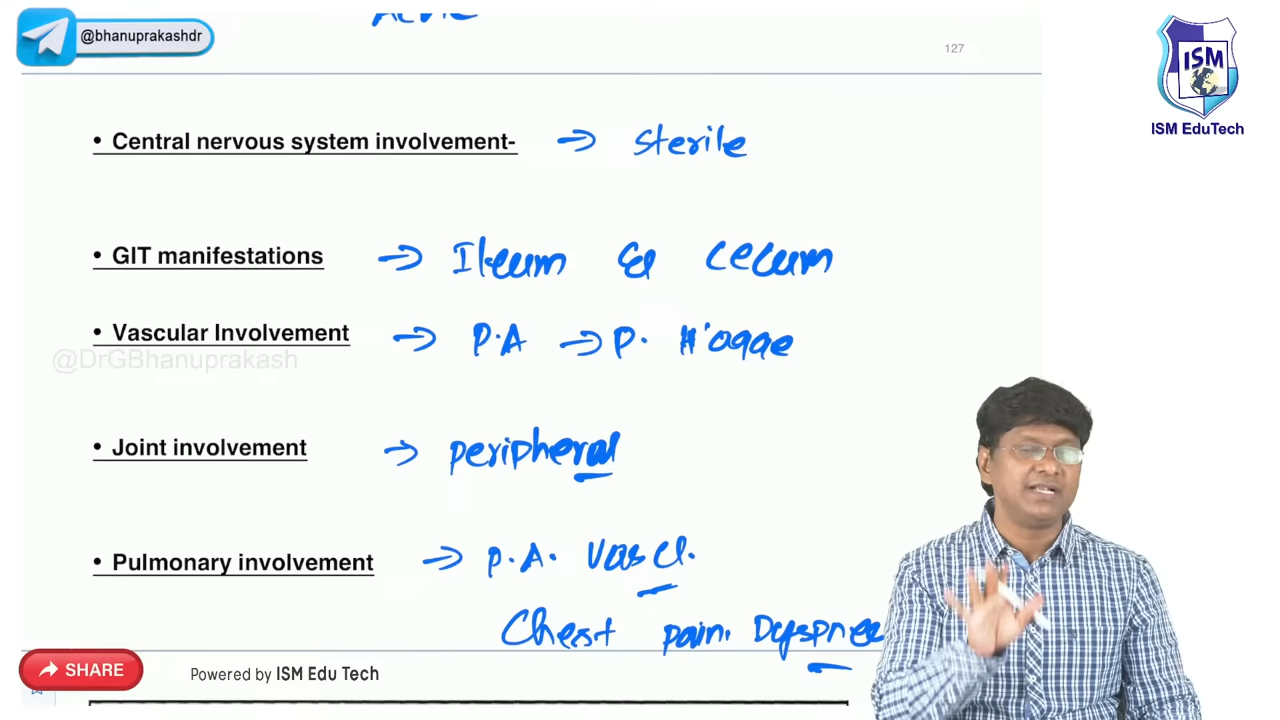 @bhanuprakashdr
127
ISM
ISM EduTech
• Central nervous system involvement- → Sterile
• GIT manifestations → Ileum & Cecum
• Vascular Involvement → P.A → P. H'
@DrGBhanuprakash
• Joint involvement → peripheral
• Pulmonary involvement → P.A. Vascl.
Chest pain. Dyspnea
SHARE
Powered by ISM Edu Tech